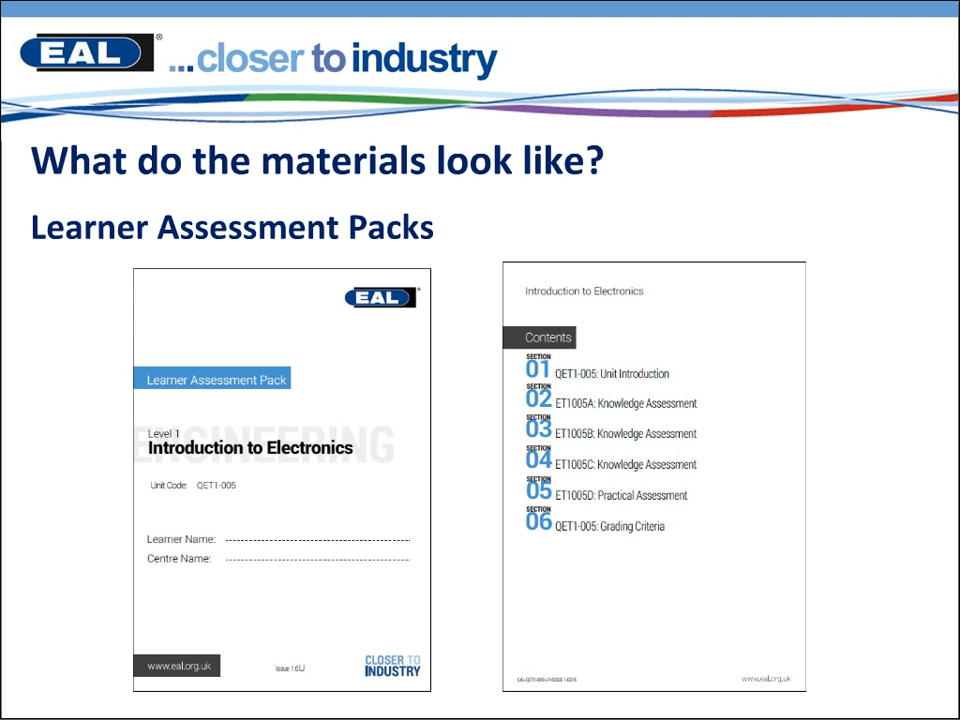 EAL® ...closer to industry
What do the materials look like?
Learner Assessment Packs
EAL
Learner Assessment Pack
ENGINEERING
Level 1
Introduction to Electronics
Unit Code: QET1-005
Learner Name:
Centre Name:
www.eal.org.uk
Issue 1.0
CLOSER TO
INDUSTRY
Introduction to Electronics
Contents
SECTION
01 QET1-005: Unit Introduction
SECTION
02 ET1005A: Knowledge Assessment
SECTION
03 ET1005B: Knowledge Assessment
SECTION
04 ET1005C: Knowledge Assessment
SECTION
05 ET1005D: Practical Assessment
SECTION
06 QET1-005: Grading Criteria
www.eal.org.uk